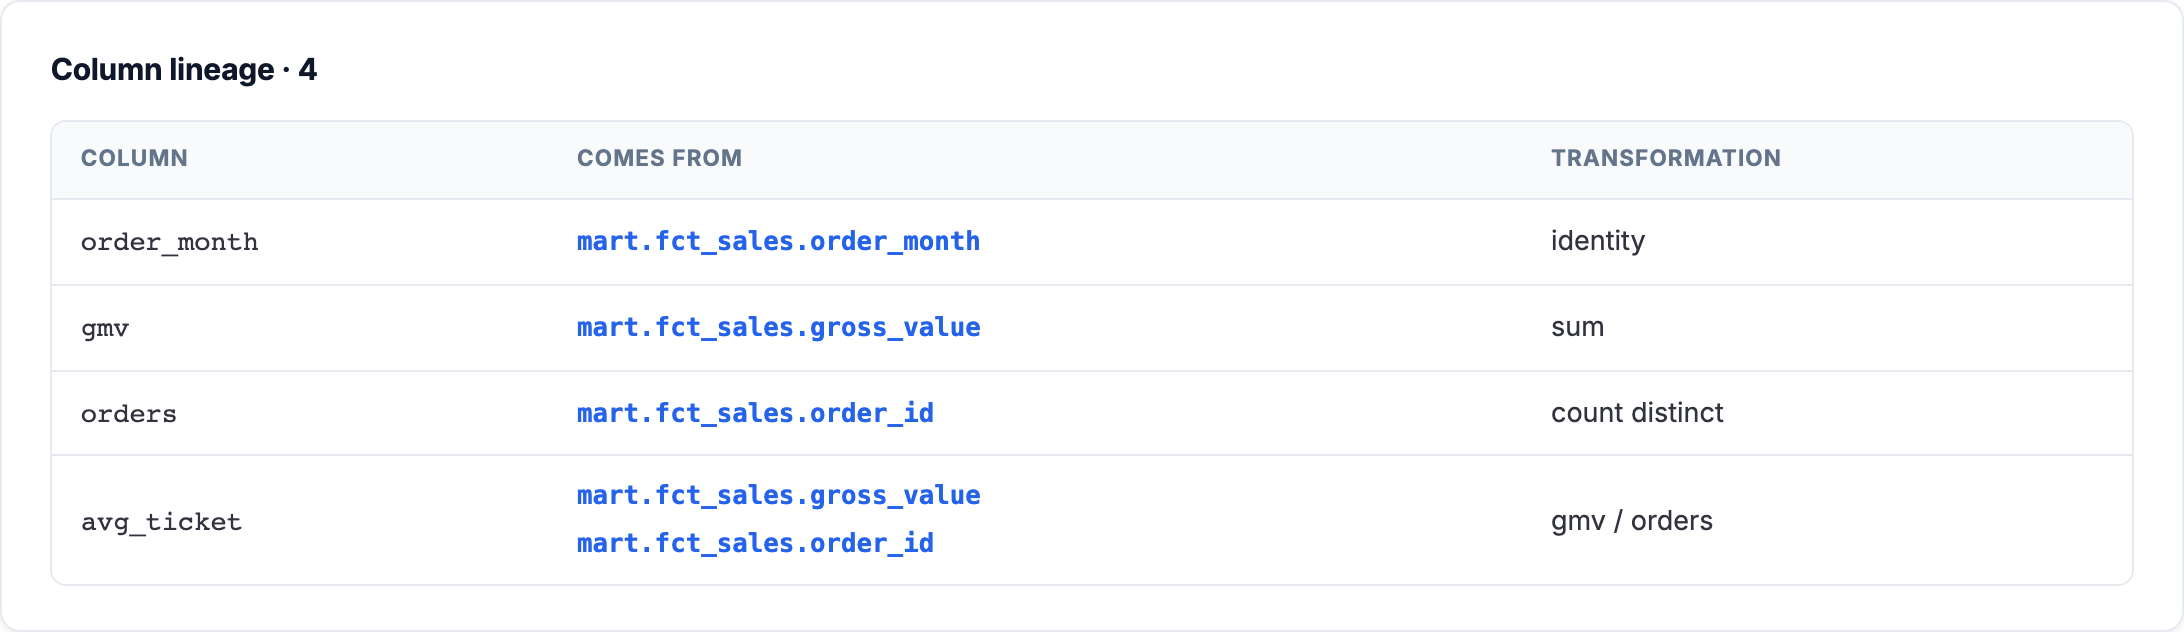 Column lineage · 4
COLUMN COMES FROM TRANSFORMATION
order_month mart.fct_sales.order_month identity
gmv mart.fct_sales.gross_value sum
orders mart.fct_sales.order_id count distinct
avg_ticket mart.fct_sales.gross_value gmv / orders
mart.fct_sales.order_id